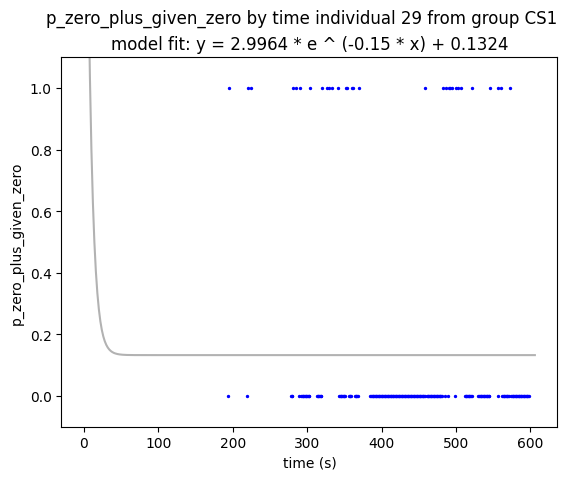 p_zero_plus_given_zero by time individual 29 from group CS1
model fit: y = 2.9964 * e ^ (-0.15 * x) + 0.1324
1.0
0.8
0.6
0.4
0.2
0.0
p_zero_plus_given_zero
0 100 200 300 400 500 600
time (s)